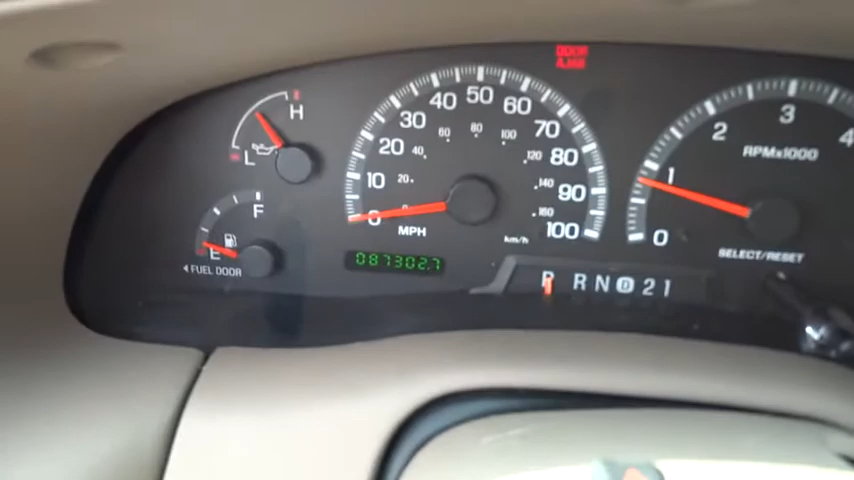 DOOR
AJAR
H
L
F
E
◄FUEL DOOR
0 10 20 30 40 50 60 70 80 90 100
20 40 60 80 100 120 140 160
MPH
km/h
087302.7
P R N D 2 1
0 1 2 3 4
RPMx1000
SELECT/RESET